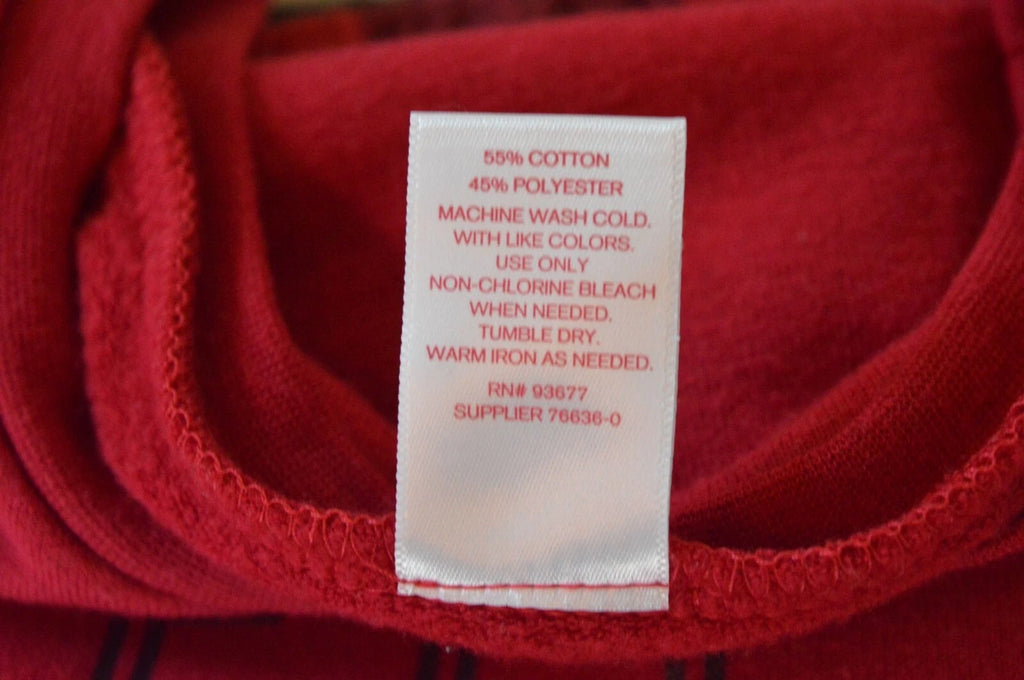 55% COTTON
45% POLYESTER
MACHINE WASH COLD.
WITH LIKE COLORS.
USE ONLY
NON-CHLORINE BLEACH
WHEN NEEDED.
TUMBLE DRY.
WARM IRON AS NEEDED.
RN# 93677
SUPPLIER 76636-0